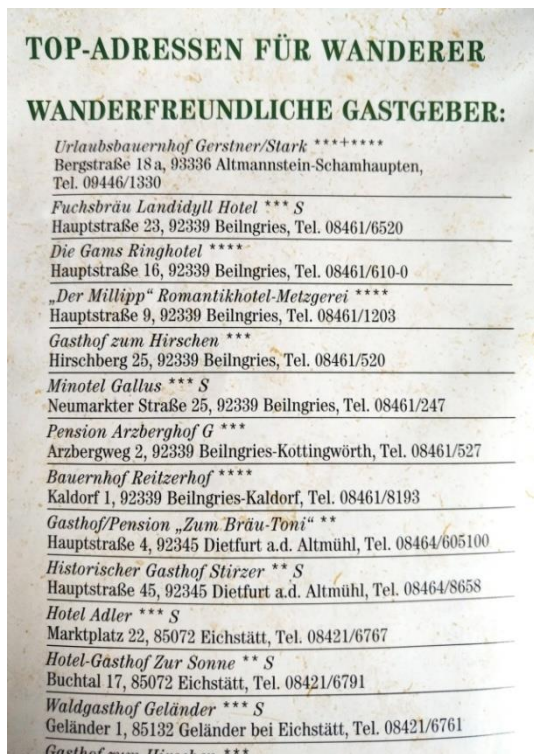 TOP-ADRESSEN FÜR WANDERER
WANDERFREUNDLICHE GASTGEBER:
Urlaubsbauernhof Gerstner/Stark ***+****
Bergstraße 18 a, 93336 Altmannstein-Schamhaupten,
Tel. 09446/1330
Fuchsbräu Landidyll Hotel *** S
Hauptstraße 23, 92339 Beilngries, Tel. 08461/6520
Die Gams Ringhotel ****
Hauptstraße 16, 92339 Beilngries, Tel. 08461/610-0
„Der Millipp“ Romantikhotel-Metzgerei ****
Hauptstraße 9, 92339 Beilngries, Tel. 08461/1203
Gasthof zum Hirschen ***
Hirschberg 25, 92339 Beilngries, Tel. 08461/520
Minotel Gallus *** S
Neumarkter Straße 25, 92339 Beilngries, Tel. 08461/247
Pension Arzberghof G ***
Arzbergweg 2, 92339 Beilngries-Kottingwörth, Tel. 08461/527
Bauernhof Reitzerhof ****
Kaldorf 1, 92339 Beilngries-Kaldorf, Tel. 08461/8193
Gasthof/Pension „Zum Bräu-Toni“ **
Hauptstraße 4, 92345 Dietfurt a.d. Altmühl, Tel. 08464/605100
Historischer Gasthof Stirzer ** S
Hauptstraße 45, 92345 Dietfurt a.d. Altmühl, Tel. 08464/8658
Hotel Adler *** S
Marktplatz 22, 85072 Eichstätt, Tel. 08421/6767
Hotel-Gasthof Zur Sonne ** S
Buchtal 17, 85072 Eichstätt, Tel. 08421/6791
Waldgasthof Geländer *** S
Geländer 1, 85132 Geländer bei Eichstätt, Tel. 08421/6761
Gasthof zum Hirschen ***